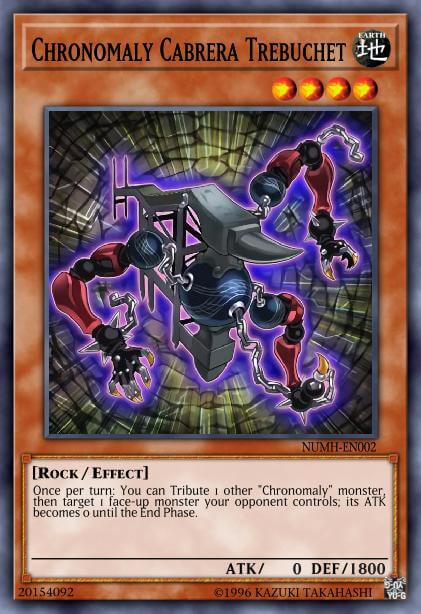 CHRONOMALY CABRERA TREBUCHET
EARTH
地
NUMH-EN002
[ROCK / EFFECT]
Once per turn: You can Tribute 1 other "Chronomaly" monster,
then target 1 face-up monster your opponent controls; its ATK
becomes 0 until the End Phase.
ATK/ 0 DEF/1800
20154092
©1996 KAZUKI TAKAHASHI